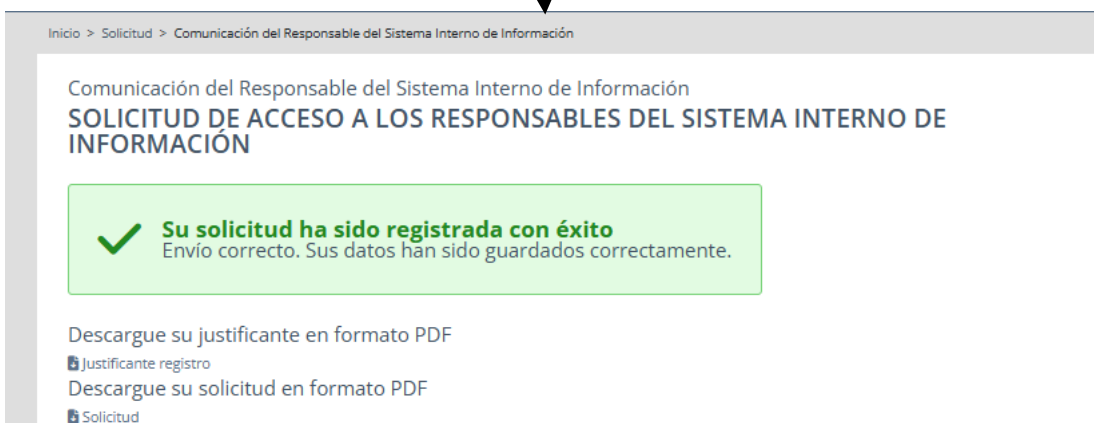 Inicio > Solicitud > Comunicación del Responsable del Sistema Interno de Información
Comunicación del Responsable del Sistema Interno de Información
SOLICITUD DE ACCESO A LOS RESPONSABLES DEL SISTEMA INTERNO DE
INFORMACIÓN
Su solicitud ha sido registrada con éxito
Envío correcto. Sus datos han sido guardados correctamente.
Descargue su justificante en formato PDF
Justificante registro
Descargue su solicitud en formato PDF
Solicitud